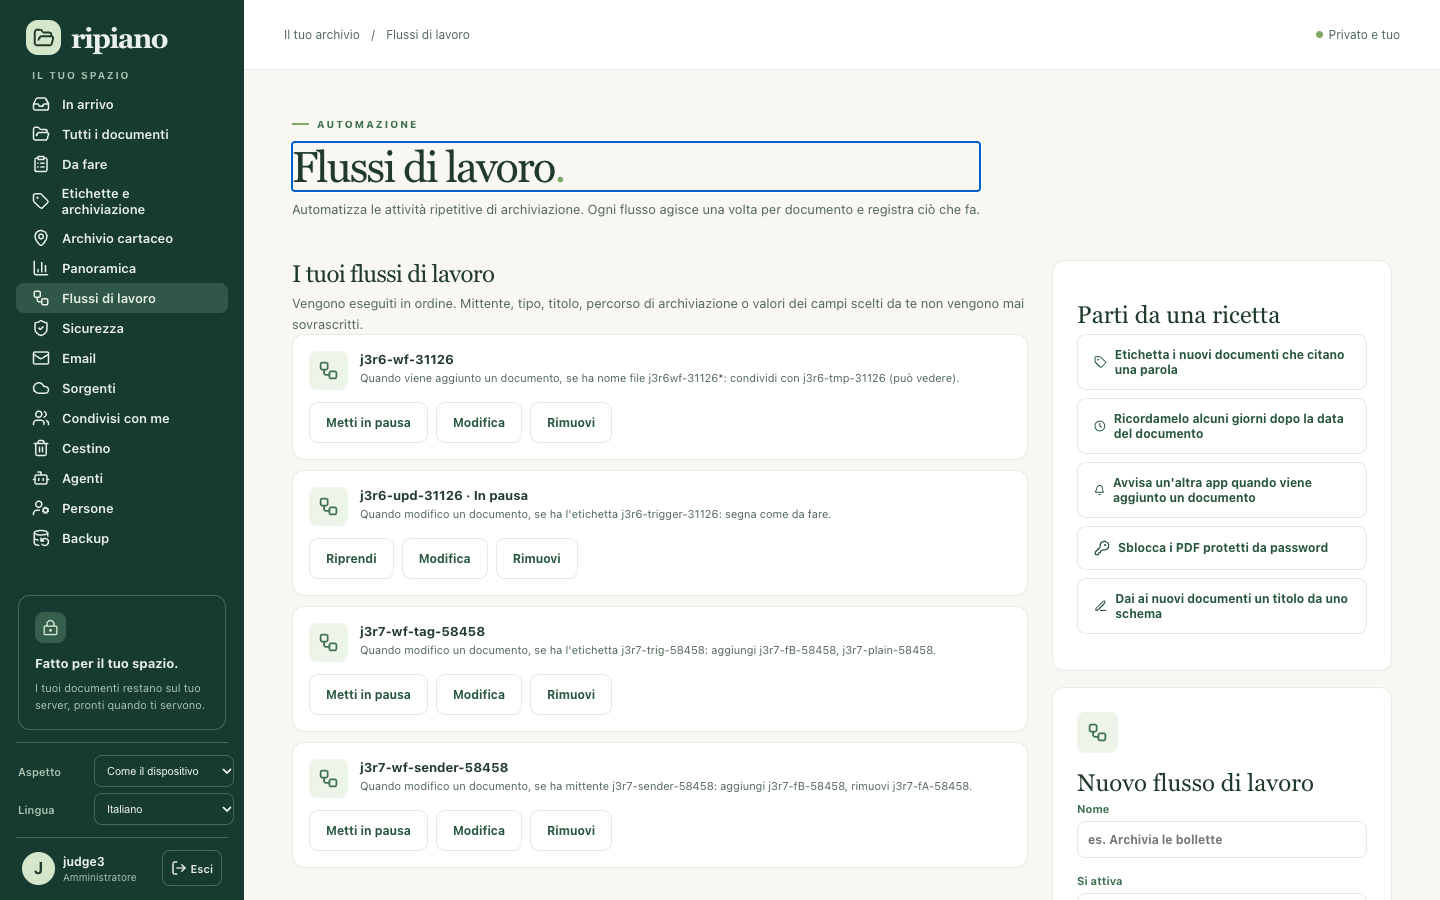 ripiano
IL TUO SPAZIO
In arrivo
Tutti i documenti
Da fare
Etichette e
archiviazione
Archivio cartaceo
Panoramica
Flussi di lavoro
Sicurezza
Email
Sorgenti
Condivisi con me
Cestino
Agenti
Persone
Backup
Fatto per il tuo spazio.
I tuoi documenti restano sul tuo
server, pronti quando ti servono.
Aspetto
Come il dispositivo
Lingua
Italiano
J
judge3
Amministratore
Esci
Il tuo archivio / Flussi di lavoro
Privato e tuo
AUTOMAZIONE
Flussi di lavoro.
Automatizza le attività ripetitive di archiviazione. Ogni flusso agisce una volta per documento e registra ciò che fa.
I tuoi flussi di lavoro
Vengono eseguiti in ordine. Mittente, tipo, titolo, percorso di archiviazione o valori dei campi scelti da te non vengono mai
sovrascritti.
j3r6-wf-31126
Quando viene aggiunto un documento, se ha nome file j3r6wf-31126*: condividi con j3r6-tmp-31126 (può vedere).
Metti in pausa
Modifica
Rimuovi
j3r6-upd-31126 · In pausa
Quando modifico un documento, se ha l'etichetta j3r6-trigger-31126: segna come da fare.
Riprendi
Modifica
Rimuovi
j3r7-wf-tag-58458
Quando modifico un documento, se ha l'etichetta j3r7-trig-58458: aggiungi j3r7-fB-58458, j3r7-plain-58458.
Metti in pausa
Modifica
Rimuovi
j3r7-wf-sender-58458
Quando modifico un documento, se ha mittente j3r7-sender-58458: aggiungi j3r7-fB-58458, rimuovi j3r7-fA-58458.
Metti in pausa
Modifica
Rimuovi
Parti da una ricetta
Etichetta i nuovi documenti che citano
una parola
Ricordamelo alcuni giorni dopo la data
del documento
Avvisa un'altra app quando viene
aggiunto un documento
Sblocca i PDF protetti da password
Dai ai nuovi documenti un titolo da uno
schema
Nuovo flusso di lavoro
Nome
es. Archivia le bollette
Si attiva